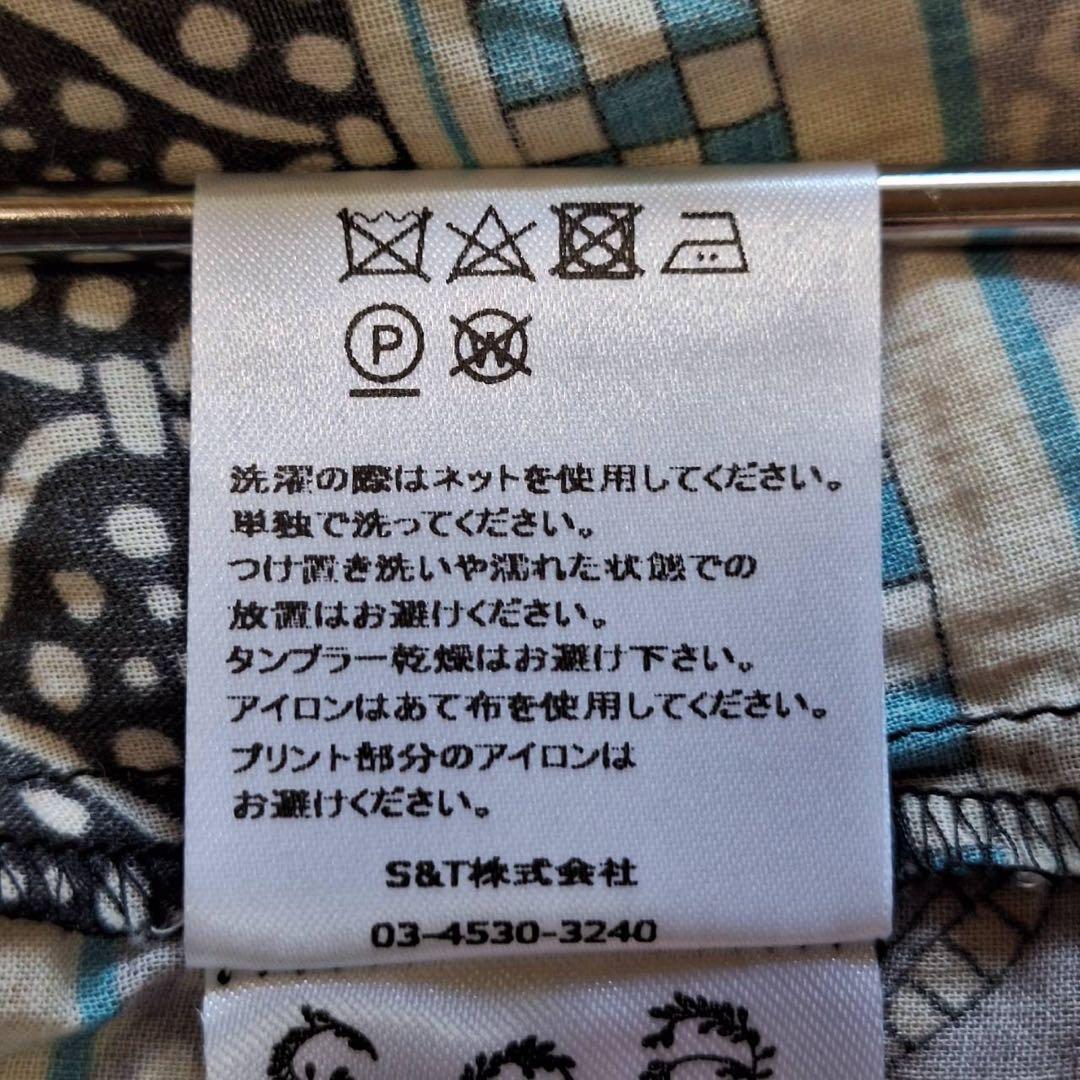 P W
洗濯の際はネットを使用してください。
単独で洗ってください。
つけ置き洗いや濡れた状態での
放置はお避けください。
タンブラー乾燥はお避け下さい。
アイロンはあて布を使用してください。
プリント部分のアイロンは
お避けください。
S&T株式会社
03-4530-3240